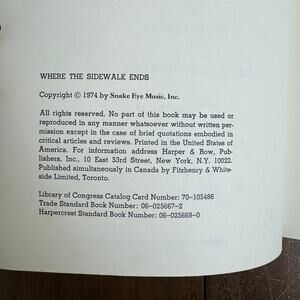 WHERE THE SIDEWALK ENDS
Copyright © 1974 by Snake Eye Music, Inc.
All rights reserved. No part of this book may be used or
reproduced in any manner whatsoever without written per-
mission except in the case of brief quotations embodied in
critical articles and reviews. Printed in the United States of
America. For information address Harper & Row, Pub-
lishers, Inc., 10 East 53rd Street, New York, N.Y. 10022.
Published simultaneously in Canada by Fitzhenry & White-
side Limited, Toronto.
Library of Congress Catalog Card Number: 70-105486
Trade Standard Book Number: 06-025667-2
Harpercrest Standard Book Number: 06-025668-0